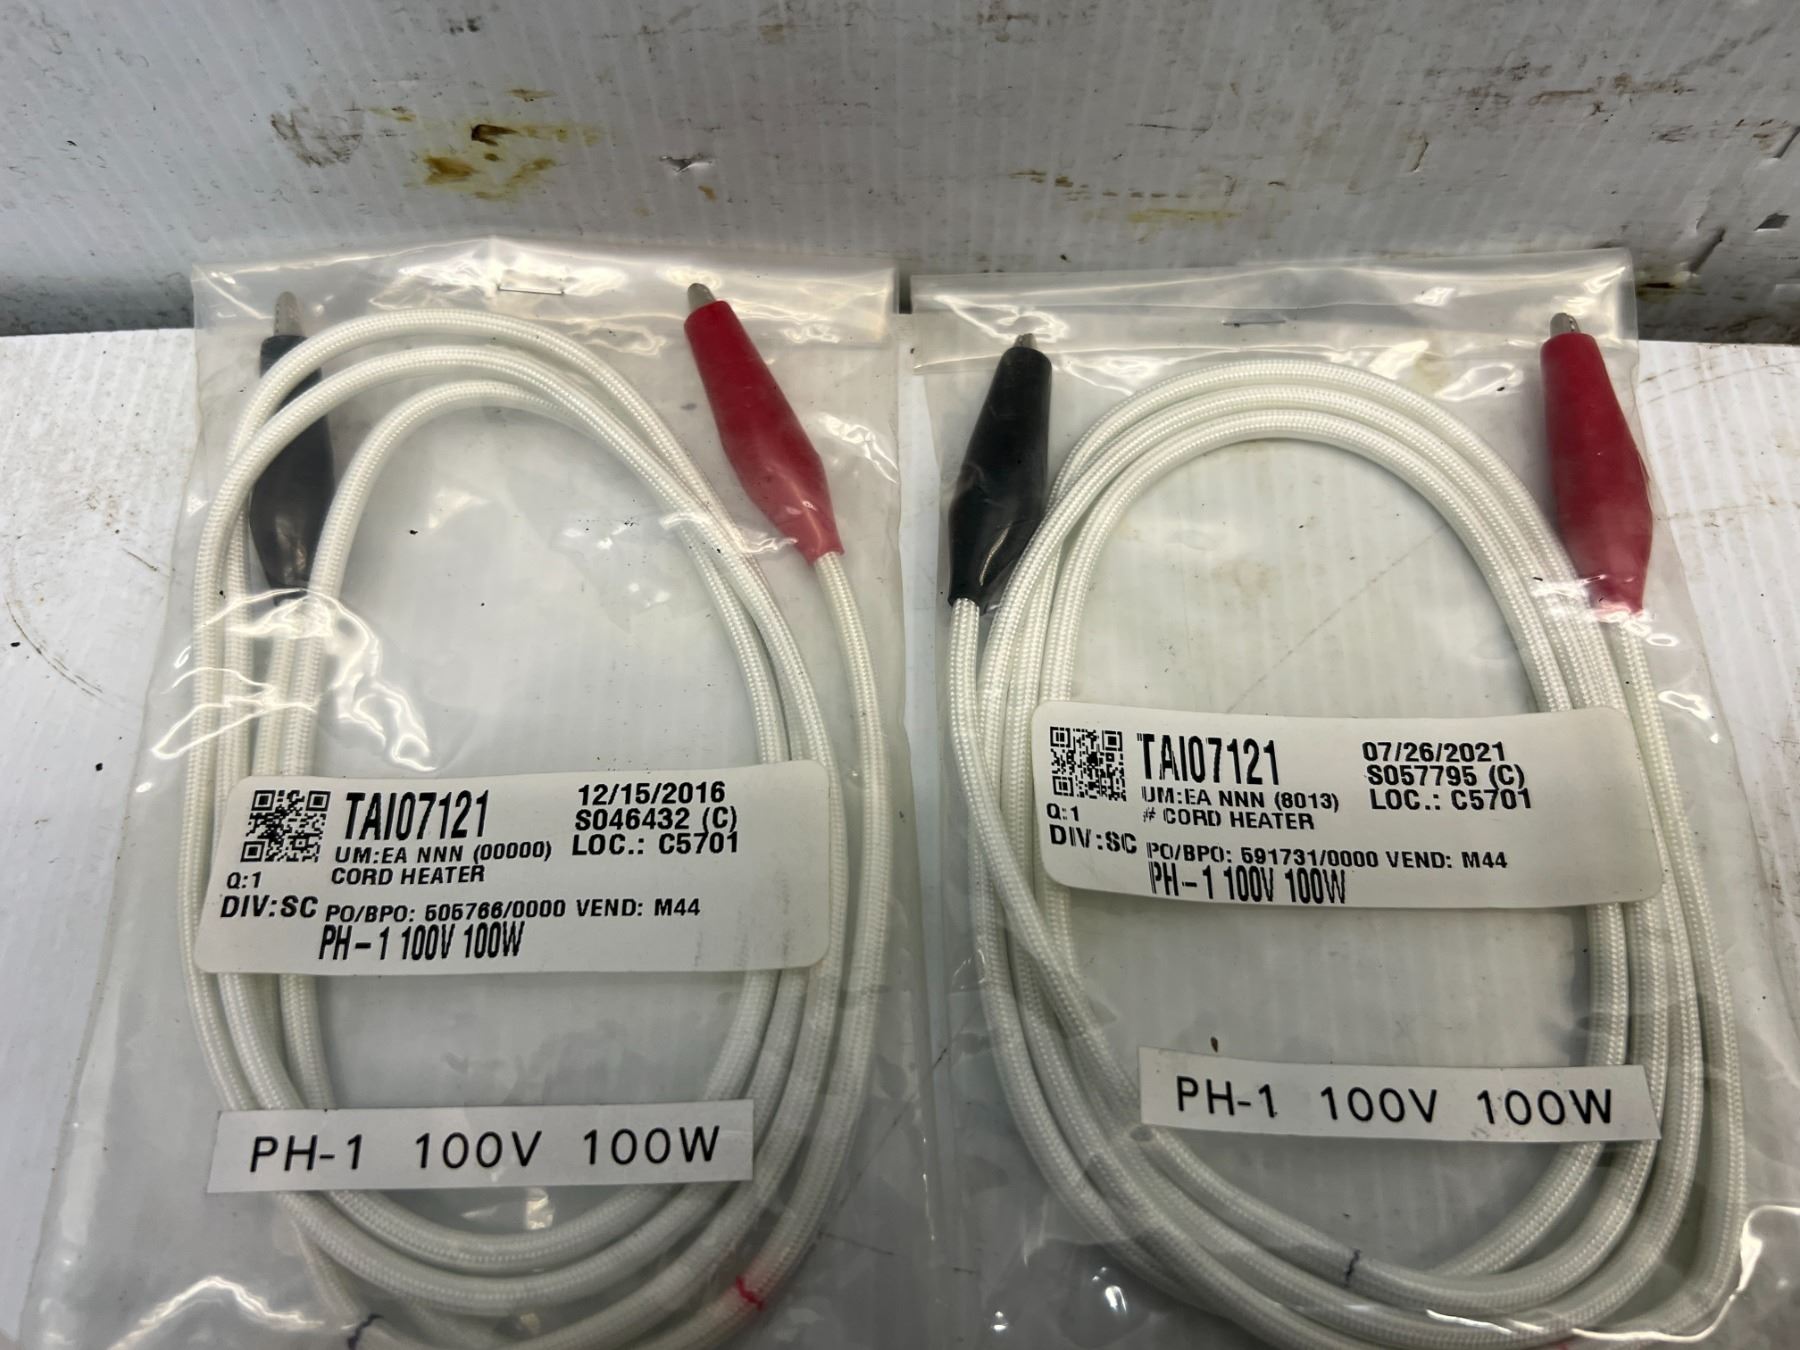 TAI07121
12/15/2016
S046432 (C)
UM:EA NNN (00000) LOC.: C5701
Q:1 CORD HEATER
DIV:SC PO/BPO: 505766/0000 VEND: M44
PH-1 100V 100W
PH-1 100V 100W
TAI07121
07/26/2021
S057795 (C)
UM:EA NNN (8013) LOC.: C5701
Q:1 # CORD HEATER
DIV:SC PO/BPO: 591731/0000 VEND: M44
PH-1 100V 100W
PH-1 100V 100W